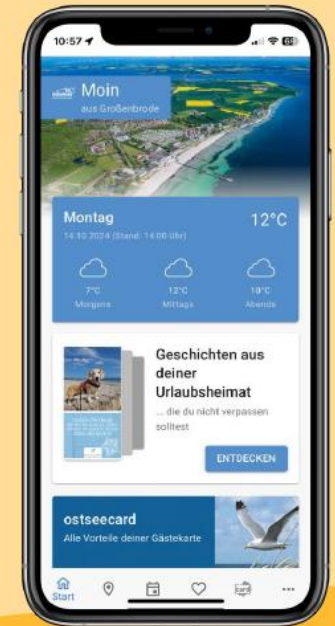 10:57
Moin
aus Großenbrode
Montag
12°C
14.10.2024 (Stand: 14:00 Uhr)
7°C
12°C
10°C
Morgens
Mittags
Abends
Geschichten aus
deiner
Urlaubsheimat
... die du nicht verpassen
solltest
ENTDECKEN
ostseecard
Alle Vorteile deiner Gästekarte
Start
card